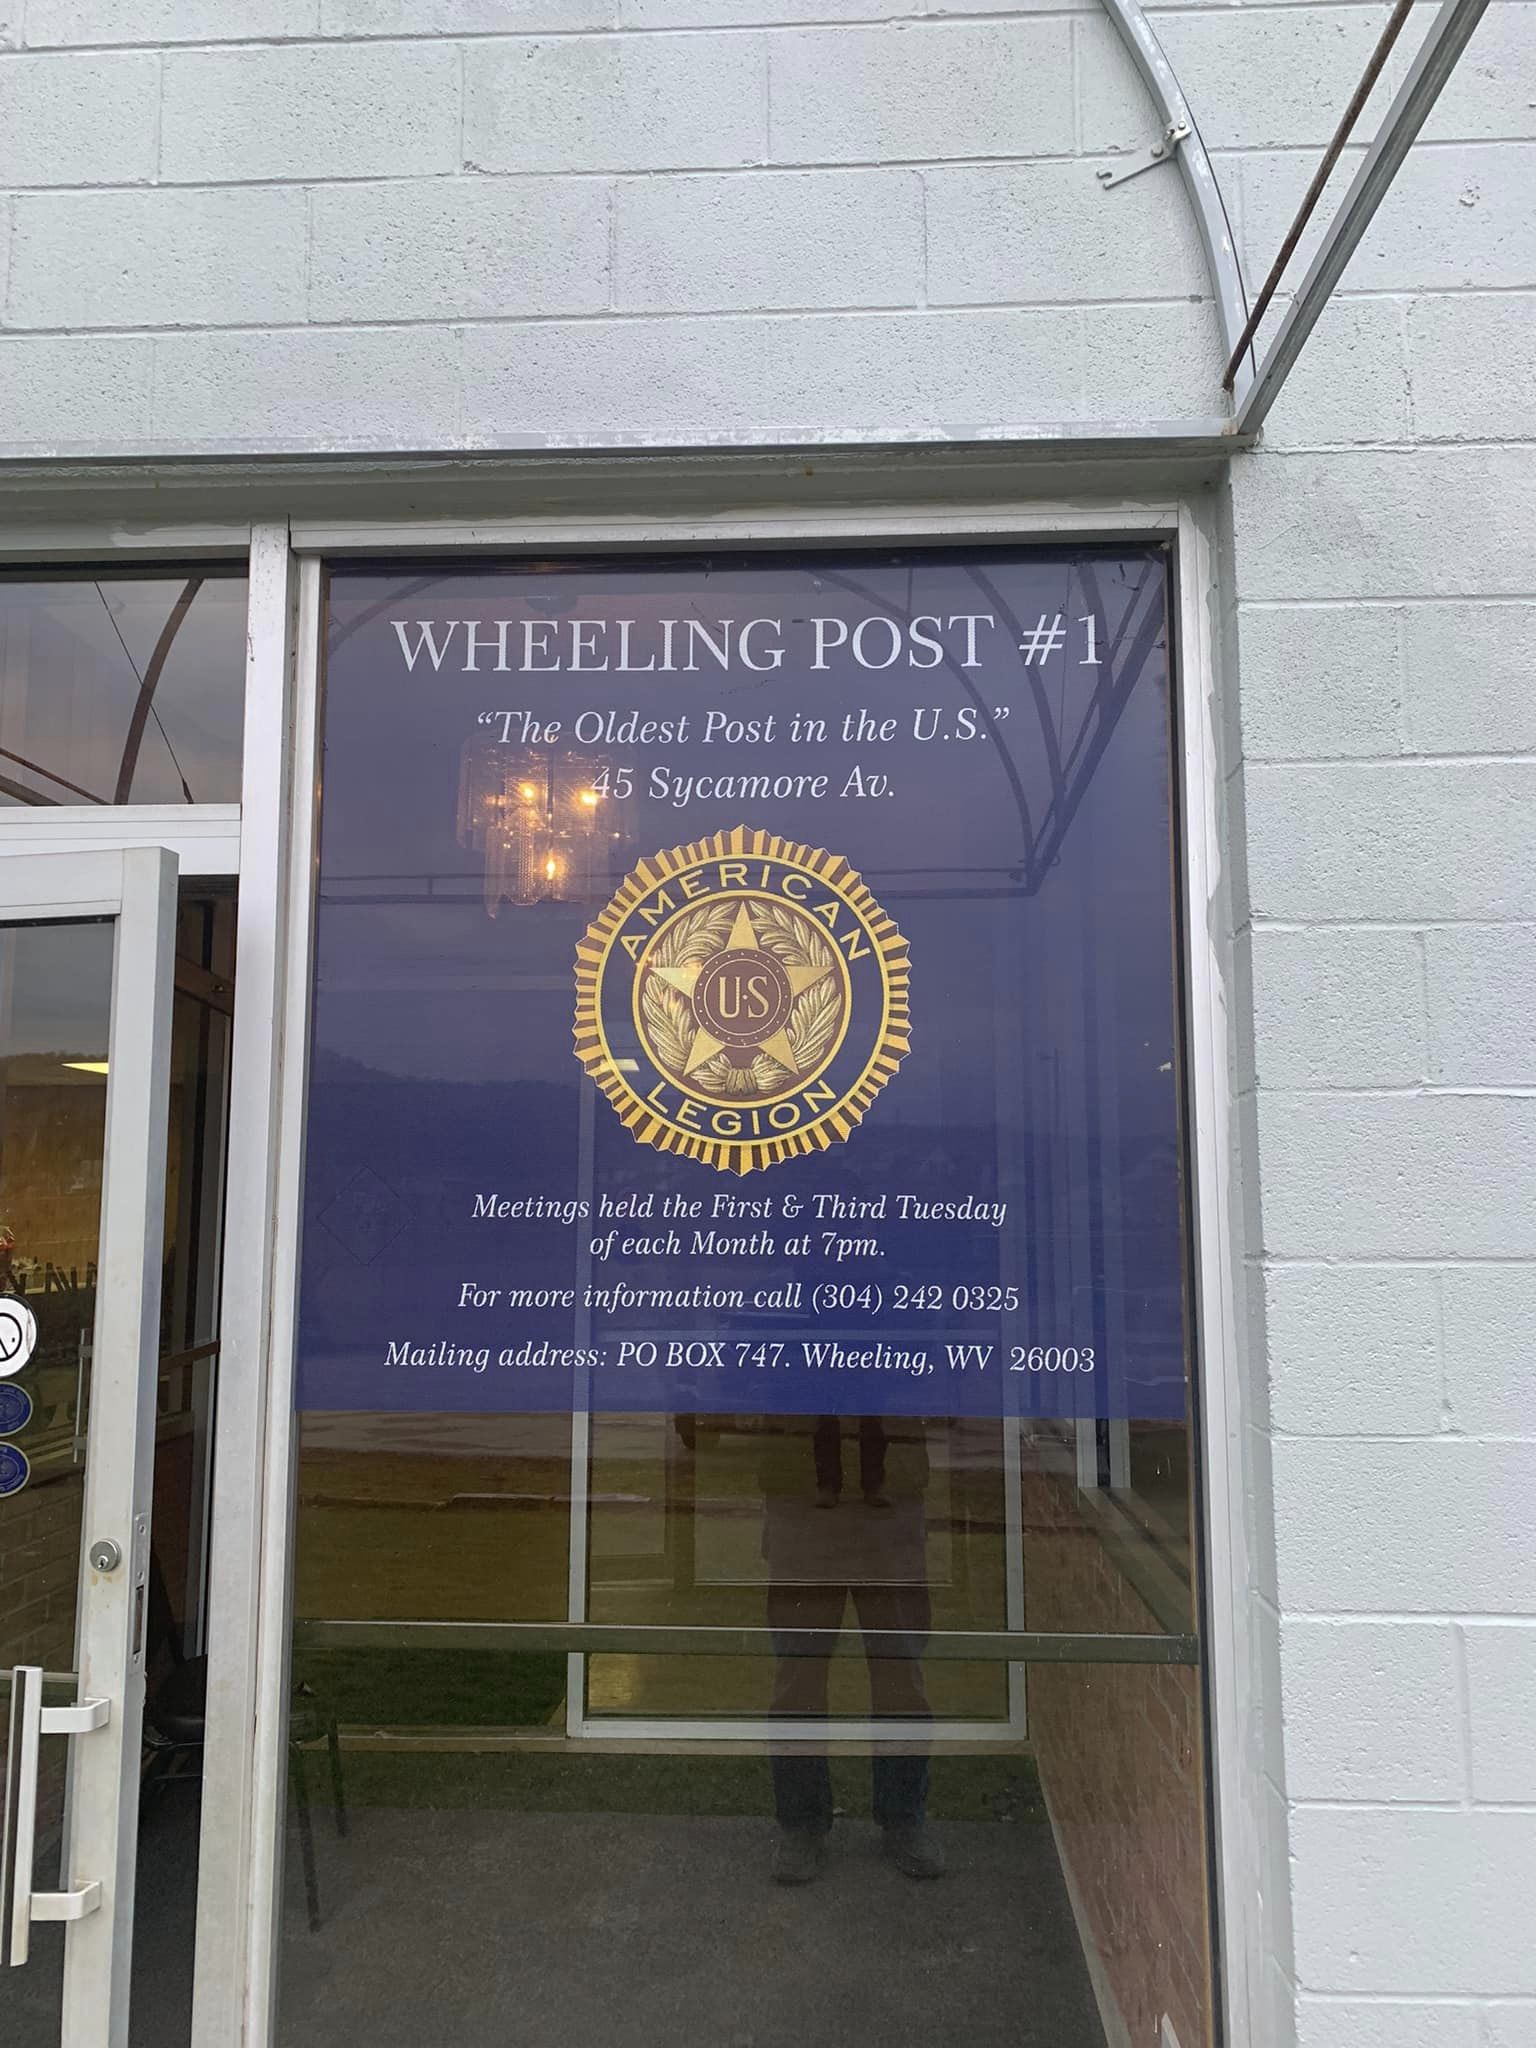 WHEELING POST #1
“The Oldest Post in the U.S.”
45 Sycamore Av.
AMERICAN
U·S
LEGION
Meetings held the First & Third Tuesday
of each Month at 7pm.
For more information call (304) 242 0325
Mailing address: PO BOX 747. Wheeling, WV 26003